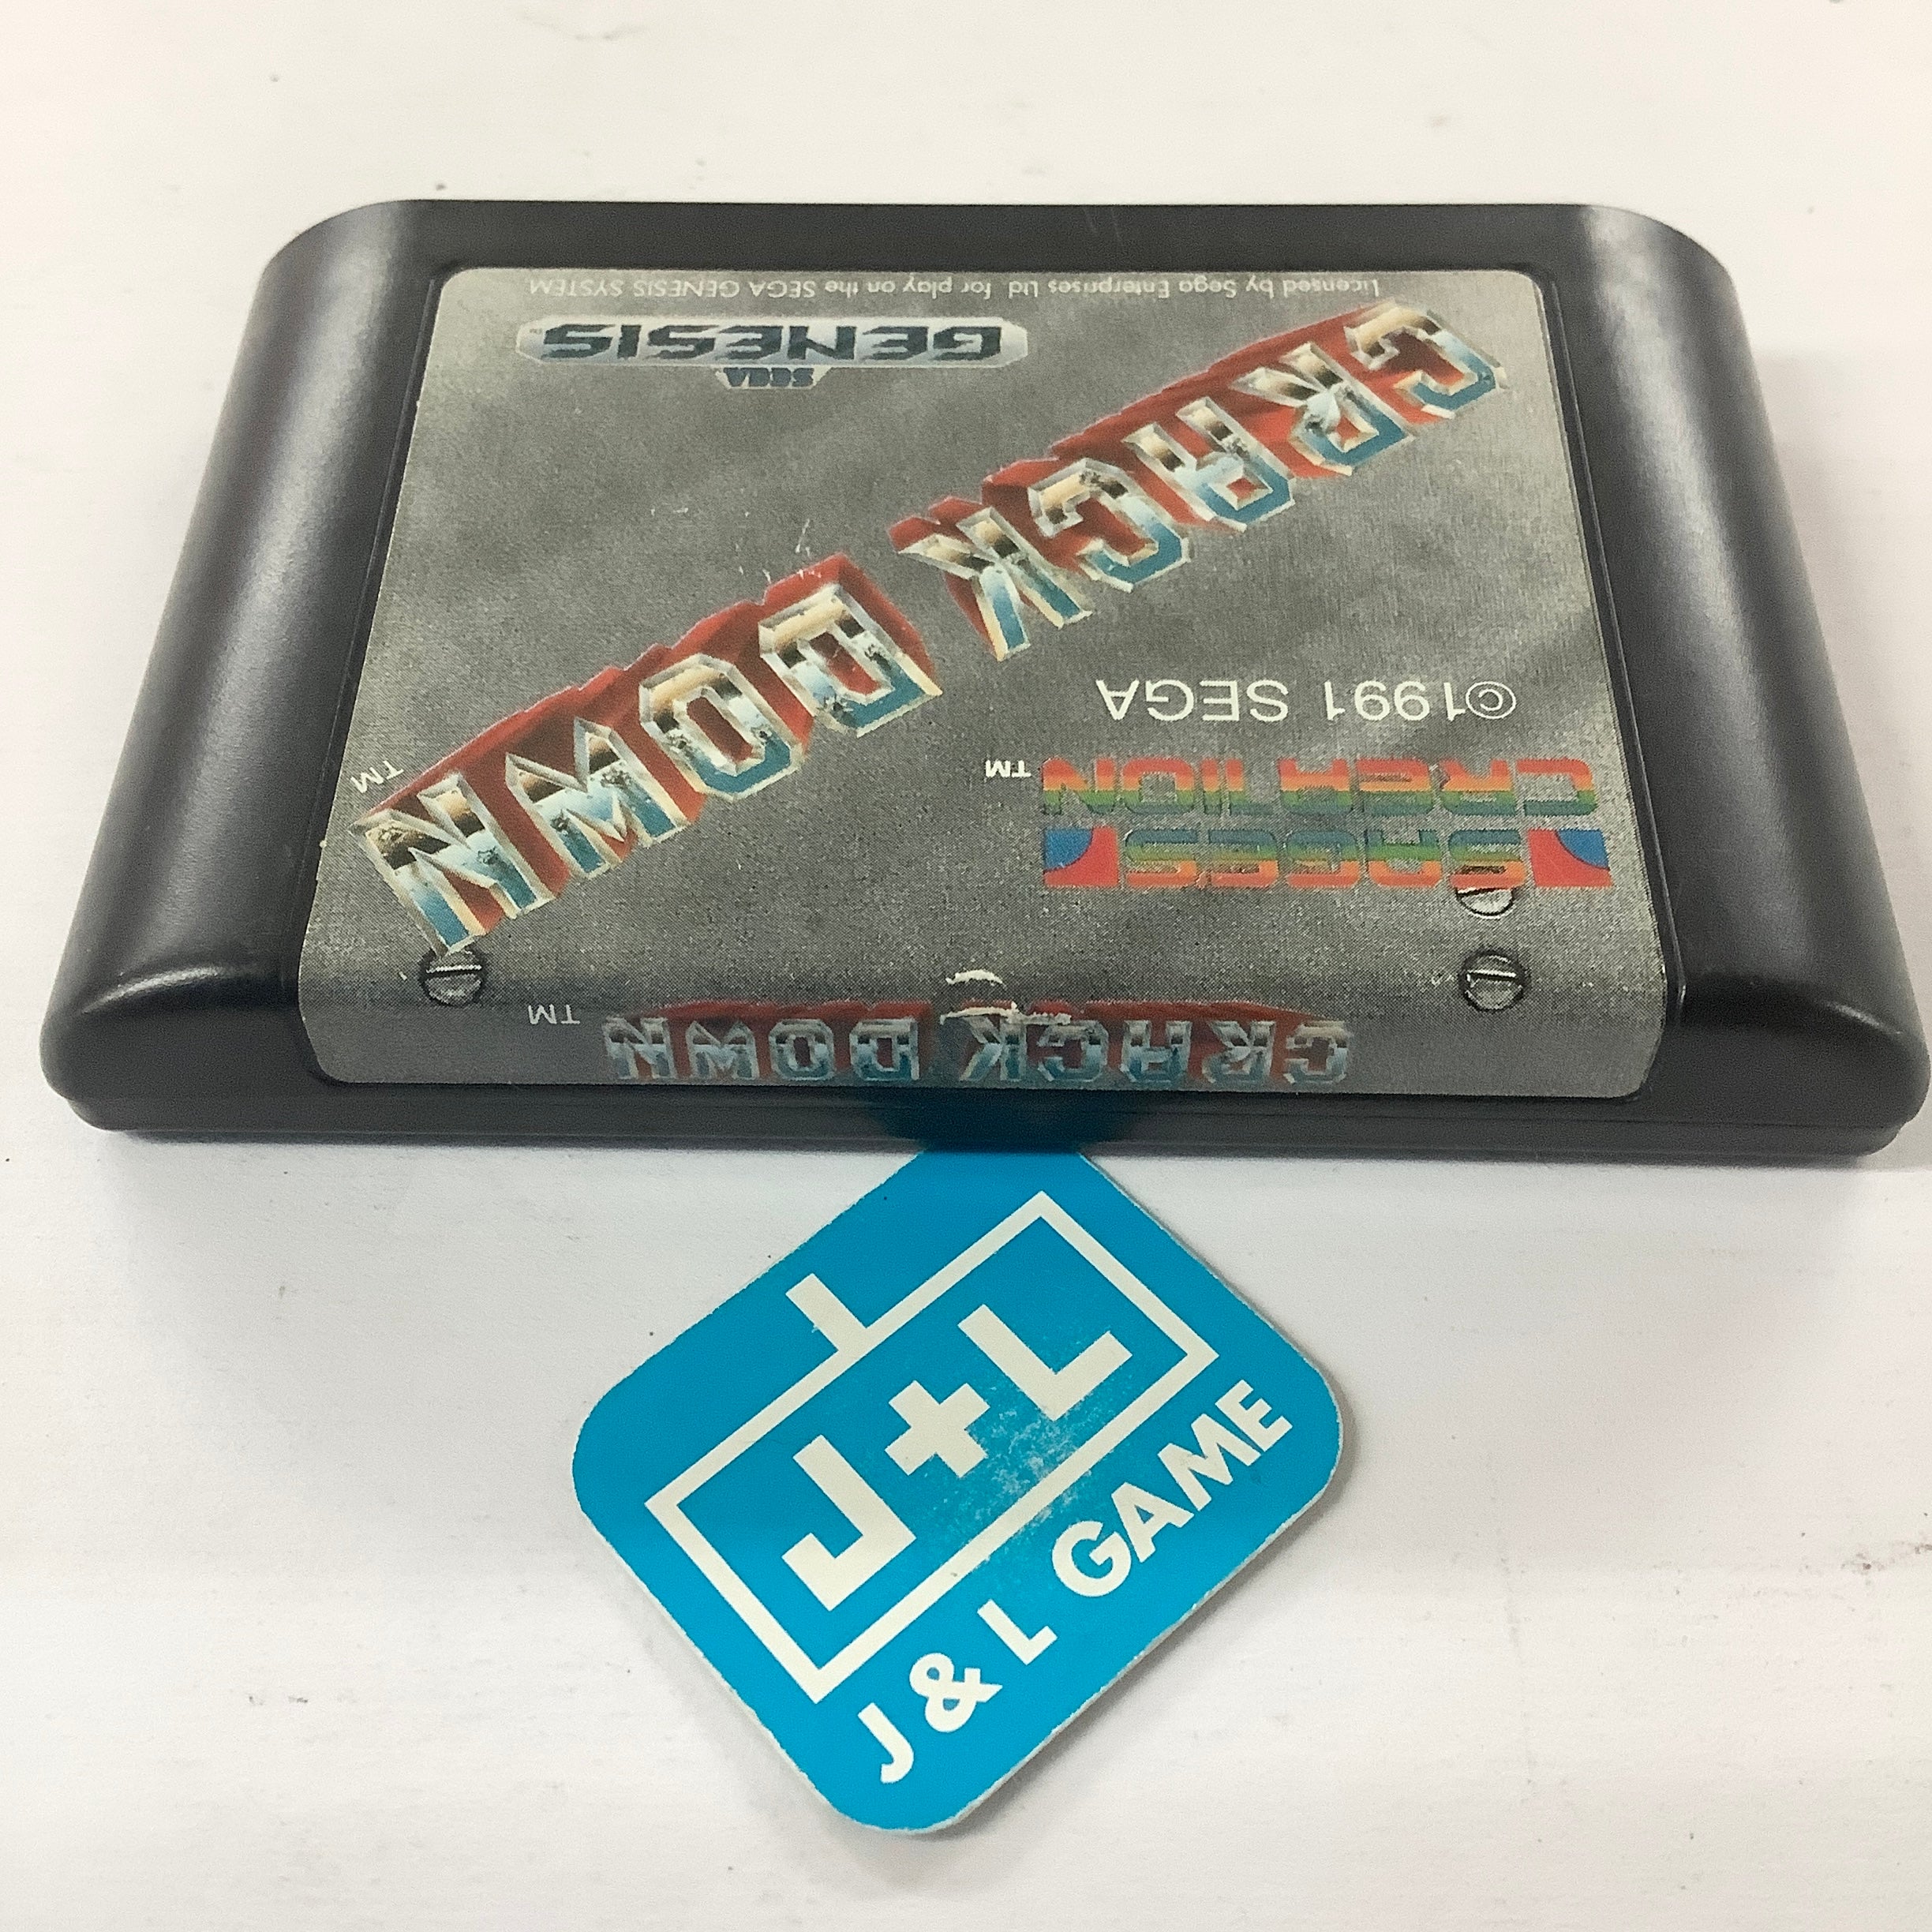 CRACK DOWN TM
SAGES
CREATION TM
©1991 SEGA
CRACK DOWN TM
SEGA
GENESIS TM
Licensed by Sega Enterprises Ltd for play on the SEGA GENESIS SYSTEM
J+L
J & L GAME